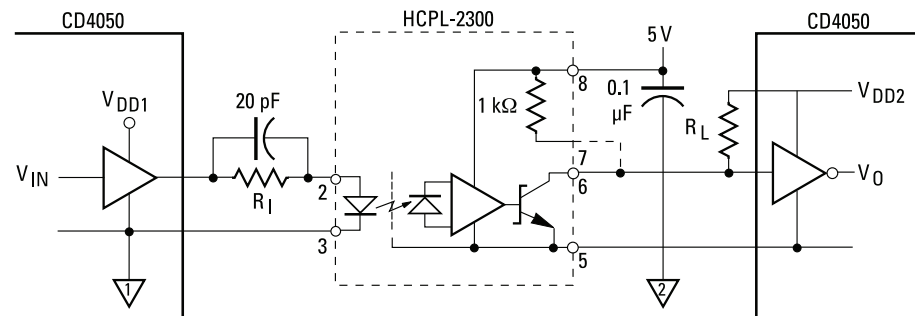 HCPL-2300
CD4050
CD4050
5 V
8
V_DD1
20 pF
1 kΩ
0.1
µF
V_DD2
R_L
7
V_IN
2
6
V_O
R_I
3
5
1
2